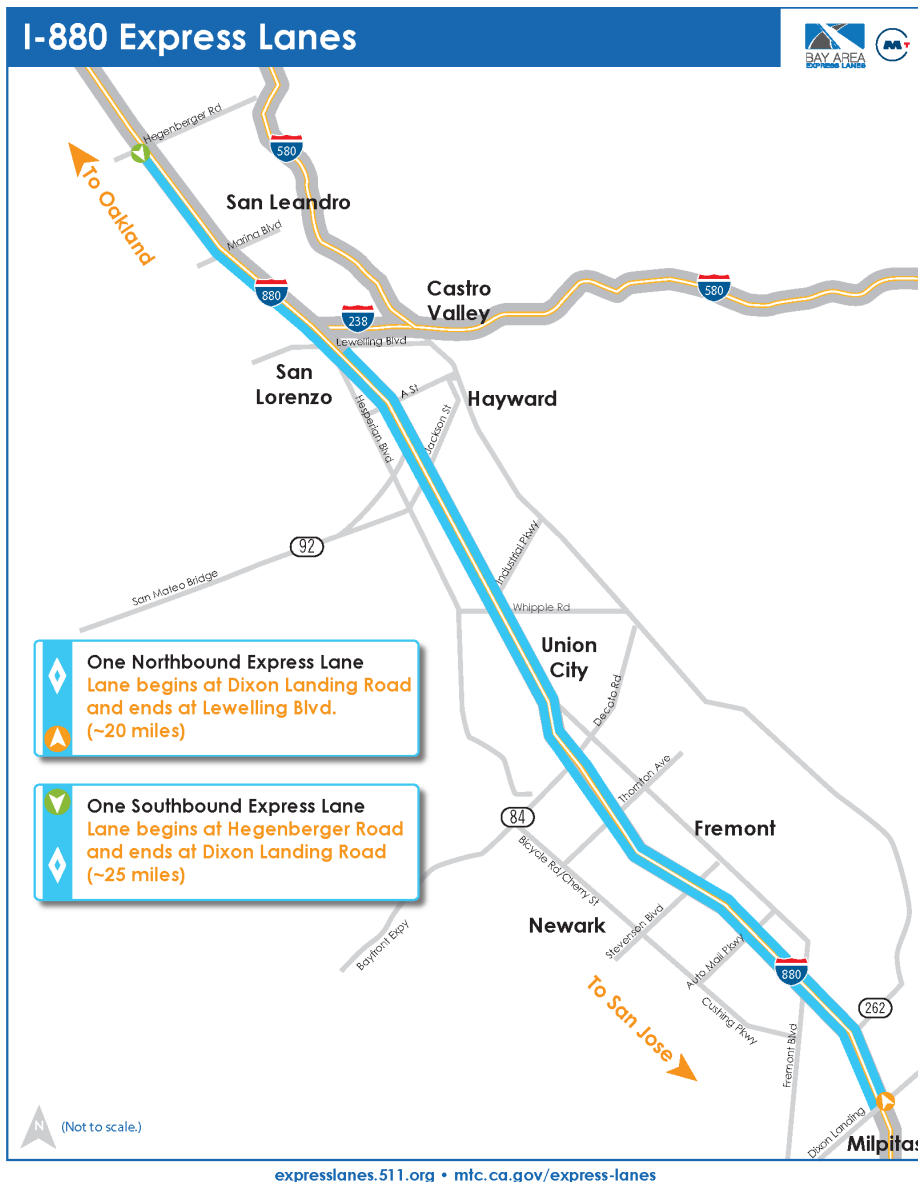 I-880 Express Lanes
BAY AREA
EXPRESS LANES
M T
Hegenberger Rd
580
To Oakland
San Leandro
Marina Blvd
880
Castro
Valley
580
238
Lewelling Blvd
San
Lorenzo
A St
Hayward
Hesperian Blvd
Jackson St
92
San Mateo Bridge
Industrial Pkwy
Whipple Rd
Union
City
Decoto Rd
One Northbound Express Lane
Lane begins at Dixon Landing Road
and ends at Lewelling Blvd.
(~20 miles)
One Southbound Express Lane
Lane begins at Hegenberger Road
and ends at Dixon Landing Road
(~25 miles)
Thornton Ave
84
Fremont
Bicycle Rd/Cherry St
Newark
Bayfront Expy
Stevenson Blvd
Auto Mall Pkwy
880
To San Jose
Cushing Pkwy
262
Fremont Blvd
Dixon Landing
Milpitas
N
(Not to scale.)
expresslanes.511.org • mtc.ca.gov/express-lanes